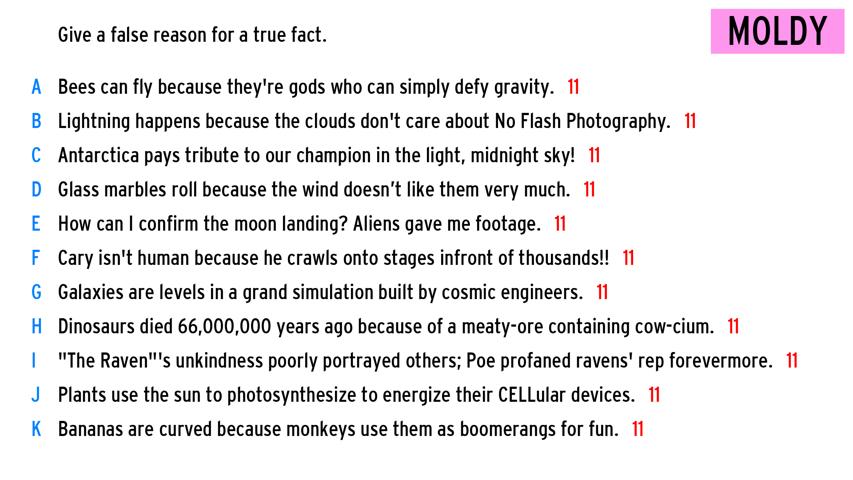 Give a false reason for a true fact.
MOLDY
A Bees can fly because they're gods who can simply defy gravity. 11
B Lightning happens because the clouds don't care about No Flash Photography. 11
C Antarctica pays tribute to our champion in the light, midnight sky! 11
D Glass marbles roll because the wind doesn’t like them very much. 11
E How can I confirm the moon landing? Aliens gave me footage. 11
F Cary isn't human because he crawls onto stages infront of thousands!! 11
G Galaxies are levels in a grand simulation built by cosmic engineers. 11
H Dinosaurs died 66,000,000 years ago because of a meaty-ore containing cow-cium. 11
I "The Raven"'s unkindness poorly portrayed others; Poe profaned ravens' rep forevermore. 11
J Plants use the sun to photosynthesize to energize their CELLular devices. 11
K Bananas are curved because monkeys use them as boomerangs for fun. 11